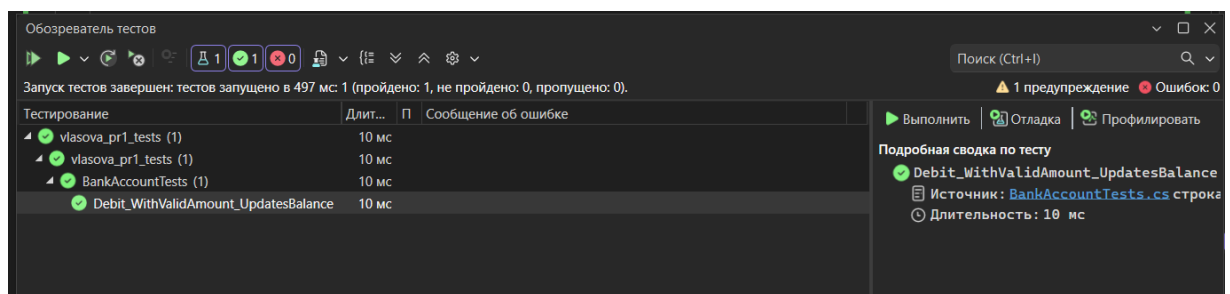 Обозреватель тестов
1 1 0 Поиск (Ctrl+I)
Запуск тестов завершен: тестов запущено в 497 мс: 1 (пройдено: 1, не пройдено: 0, пропущено: 0). 1 предупреждение Ошибок: 0
Тестирование Длит... П Сообщение об ошибке
vlasova_pr1_tests (1) 10 мс
vlasova_pr1_tests (1) 10 мс
BankAccountTests (1) 10 мс
Debit_WithValidAmount_UpdatesBalance 10 мс
Выполнить Отладка Профилировать
Подробная сводка по тесту
Debit_WithValidAmount_UpdatesBalance
Источник: BankAccountTests.cs строка
Длительность: 10 мс